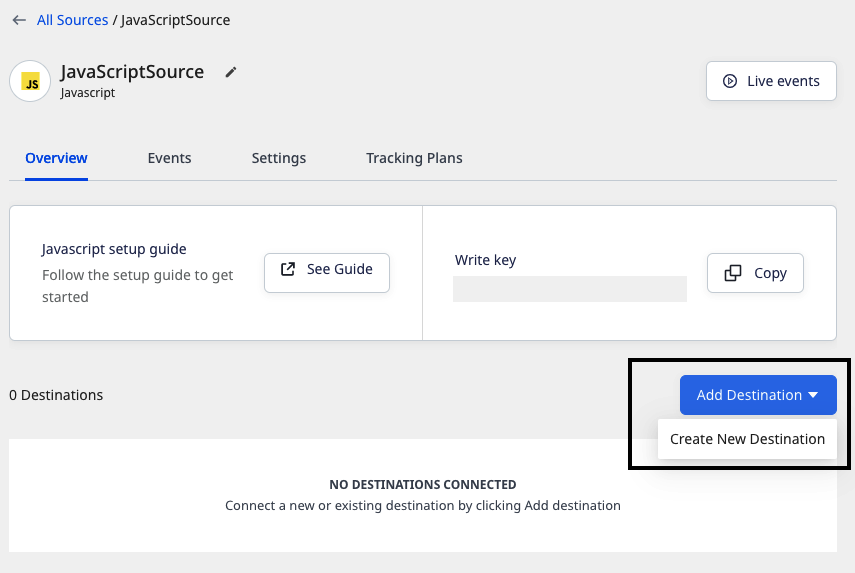 All Sources / JavaScriptSource
JS
JavaScriptSource
Javascript
Live events
Overview Events Settings Tracking Plans
Javascript setup guide
Follow the setup guide to get
started
See Guide
Write key
Copy
0 Destinations
Add Destination
Create New Destination
NO DESTINATIONS CONNECTED
Connect a new or existing destination by clicking Add destination